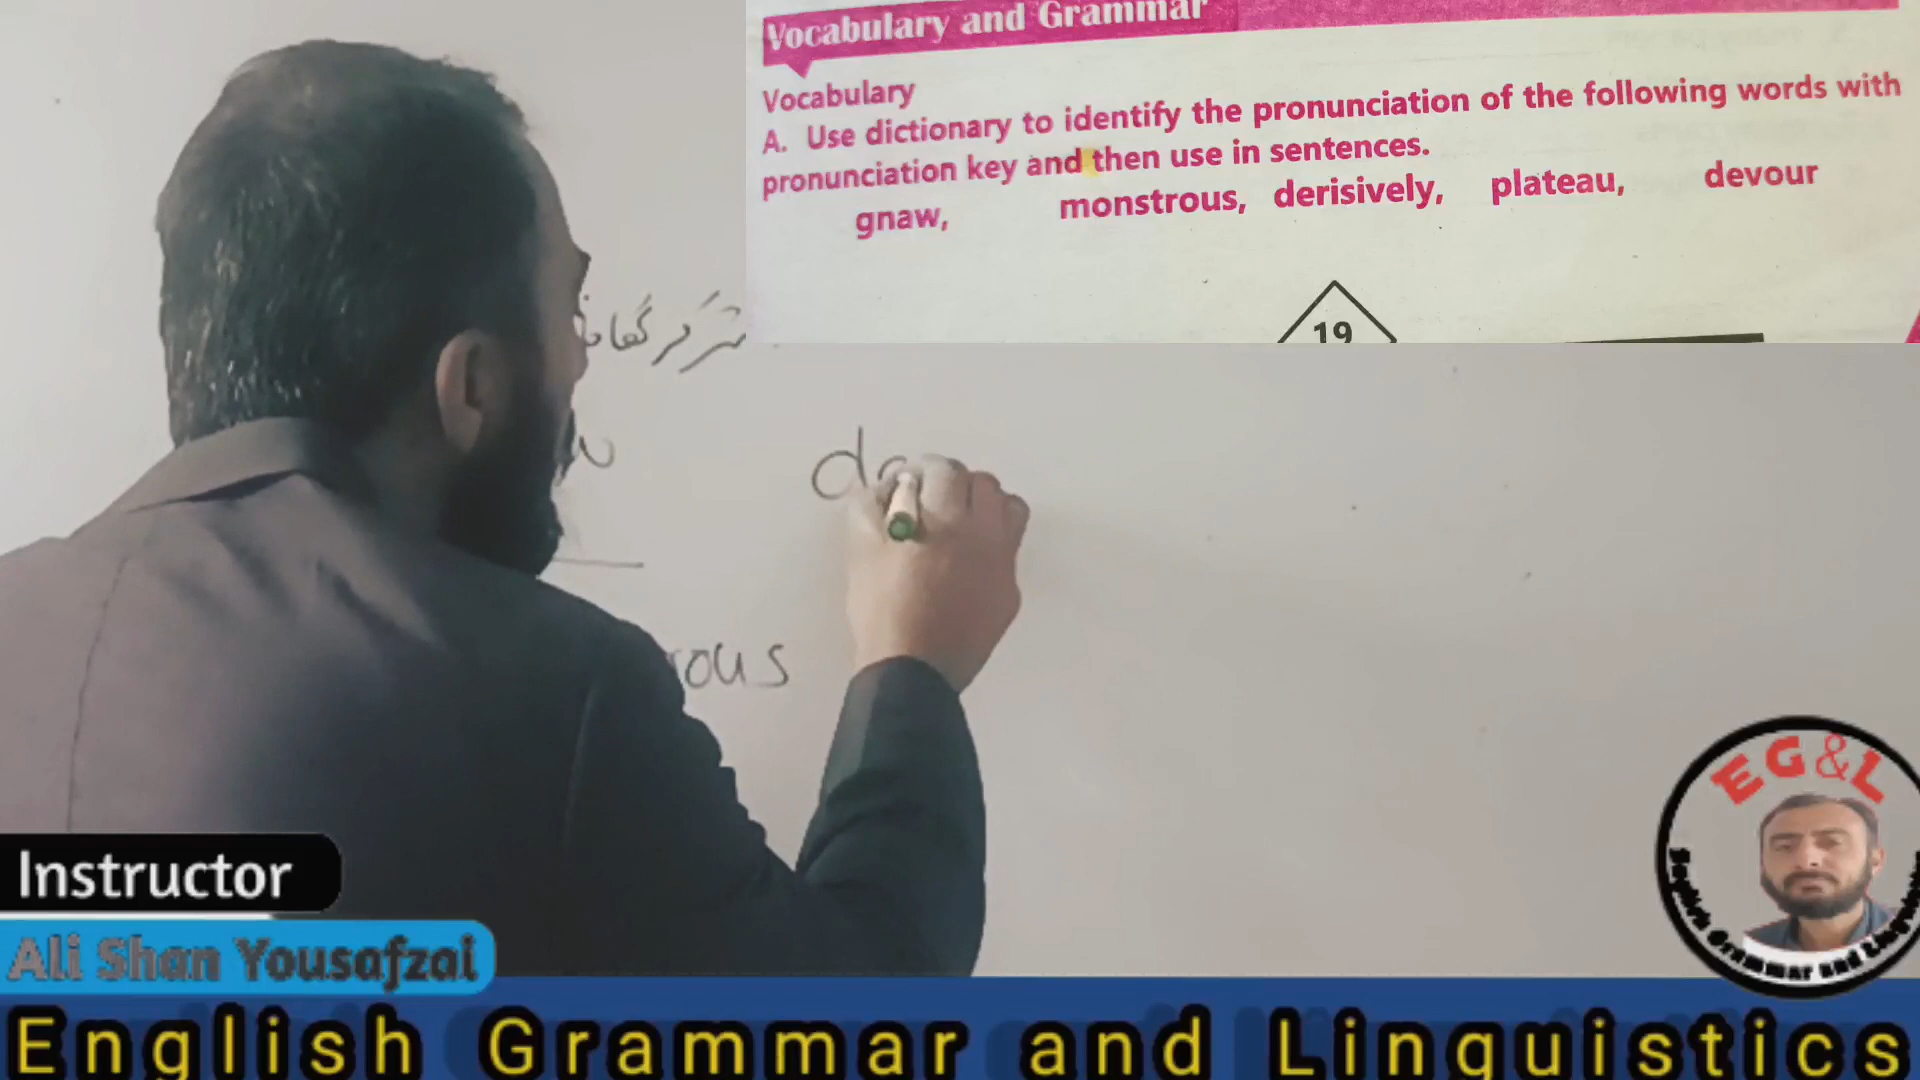 Vocabulary and Grammar
Vocabulary
A. Use dictionary to identify the pronunciation of the following words with
pronunciation key and then use in sentences.
gnaw, monstrous, derisively, plateau, devour
19
rous
EG&L
Instructor
Ali Shan Yousafzai
English Grammar and Linguistics